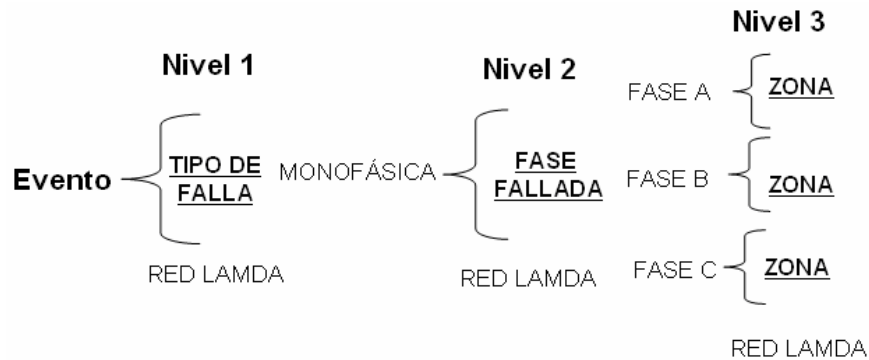 Nivel 1
Nivel 2
Nivel 3
Evento
TIPO DE
FALLA
RED LAMDA
MONOFÁSICA
FASE
FALLADA
RED LAMDA
FASE A
ZONA
FASE B
ZONA
FASE C
ZONA
RED LAMDA